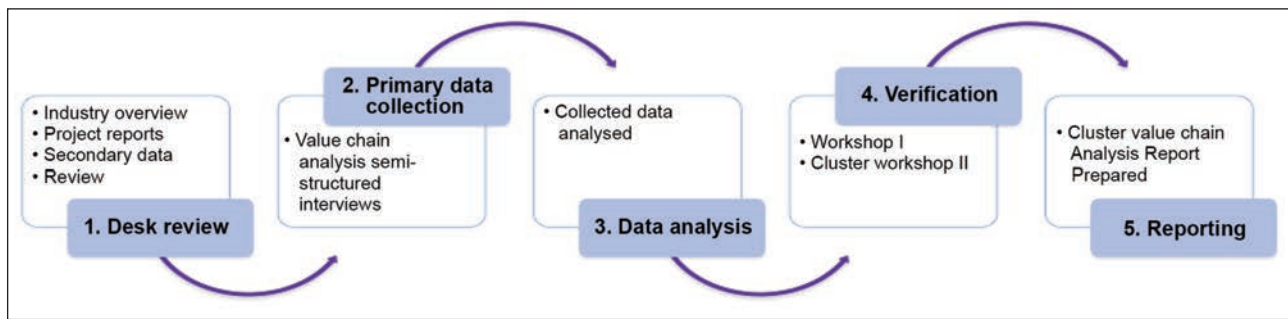 • Industry overview
• Project reports
• Secondary data
• Review
1. Desk review
2. Primary data
collection
• Value chain
analysis semi-
structured
interviews
• Collected data
analysed
3. Data analysis
4. Verification
• Workshop I
• Cluster workshop II
• Cluster value chain
Analysis Report
Prepared
5. Reporting